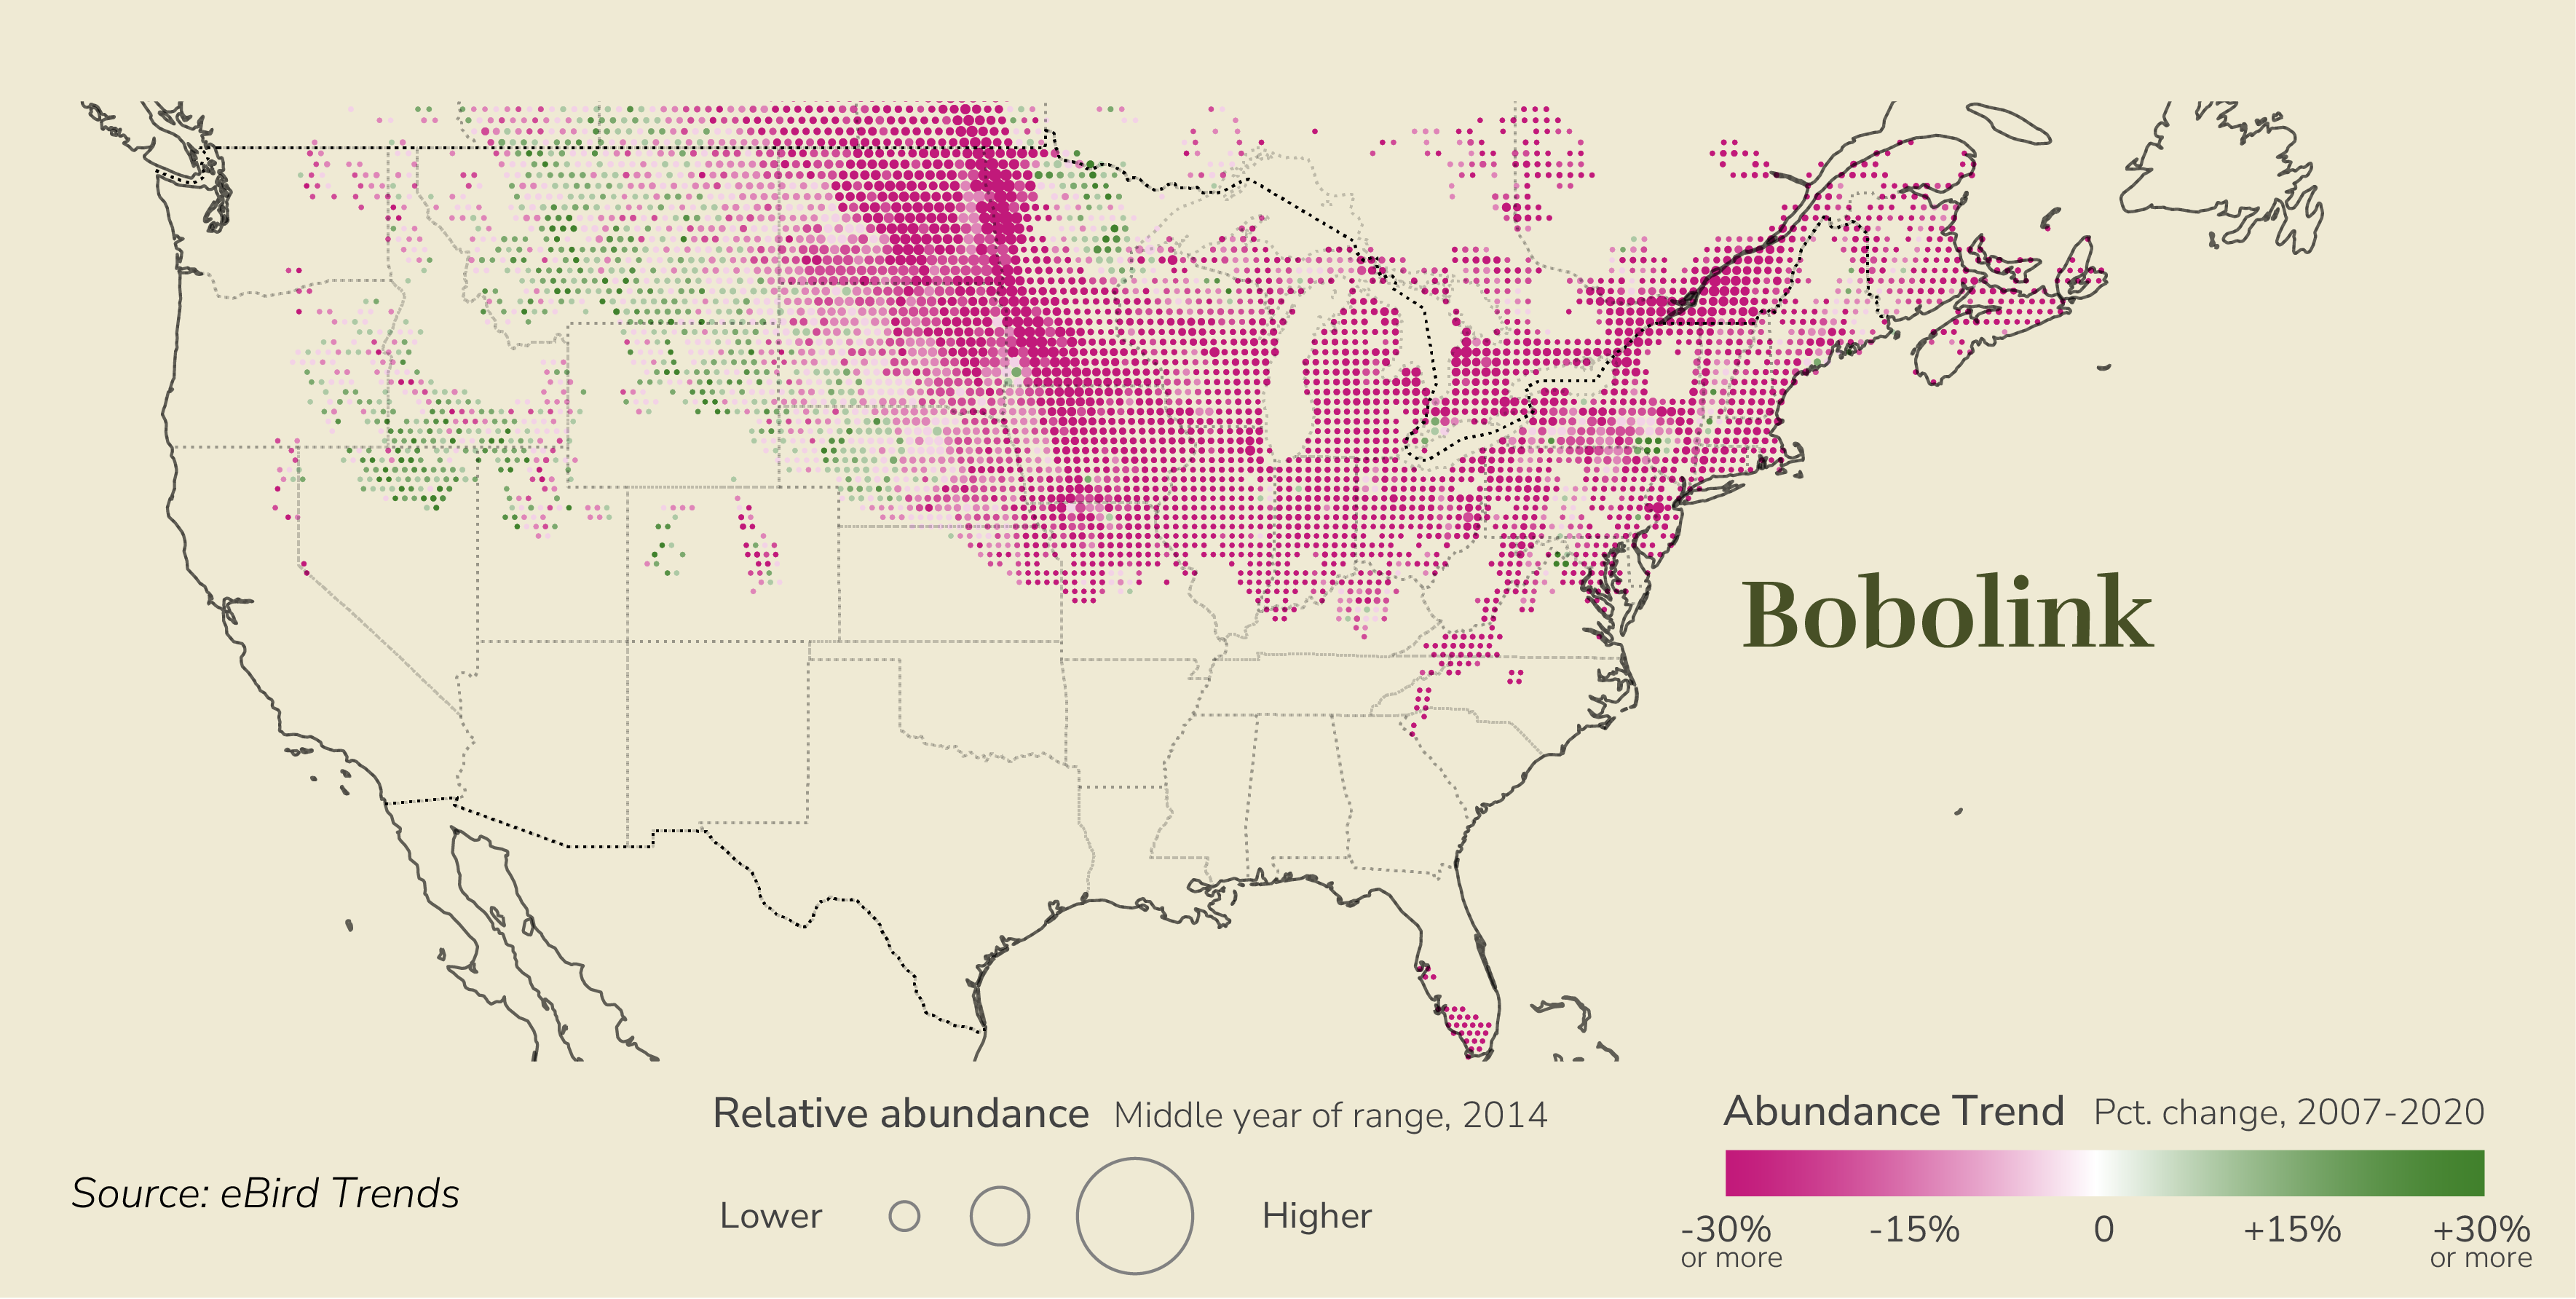 Bobolink
Relative abundance Middle year of range, 2014
Lower Higher
Abundance Trend Pct. change, 2007-2020
-30% -15% 0 +15% +30%
or more or more
Source: eBird Trends